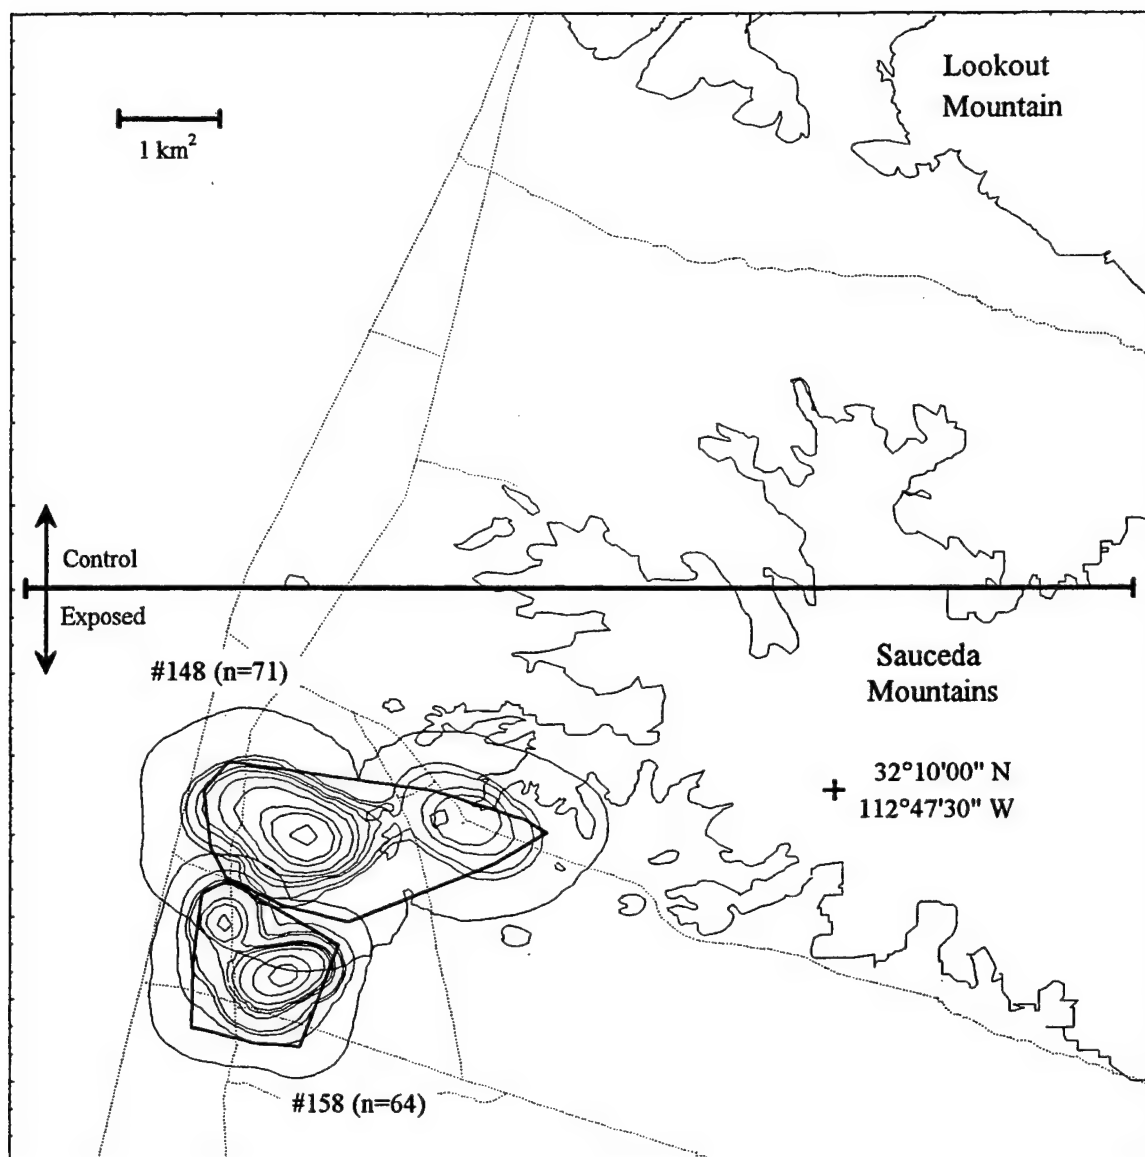 Lookout
Mountain
1 km²
Control
Exposed
#148 (n=71)
Sauceda
Mountains
32°10'00" N
112°47'30" W
#158 (n=64)